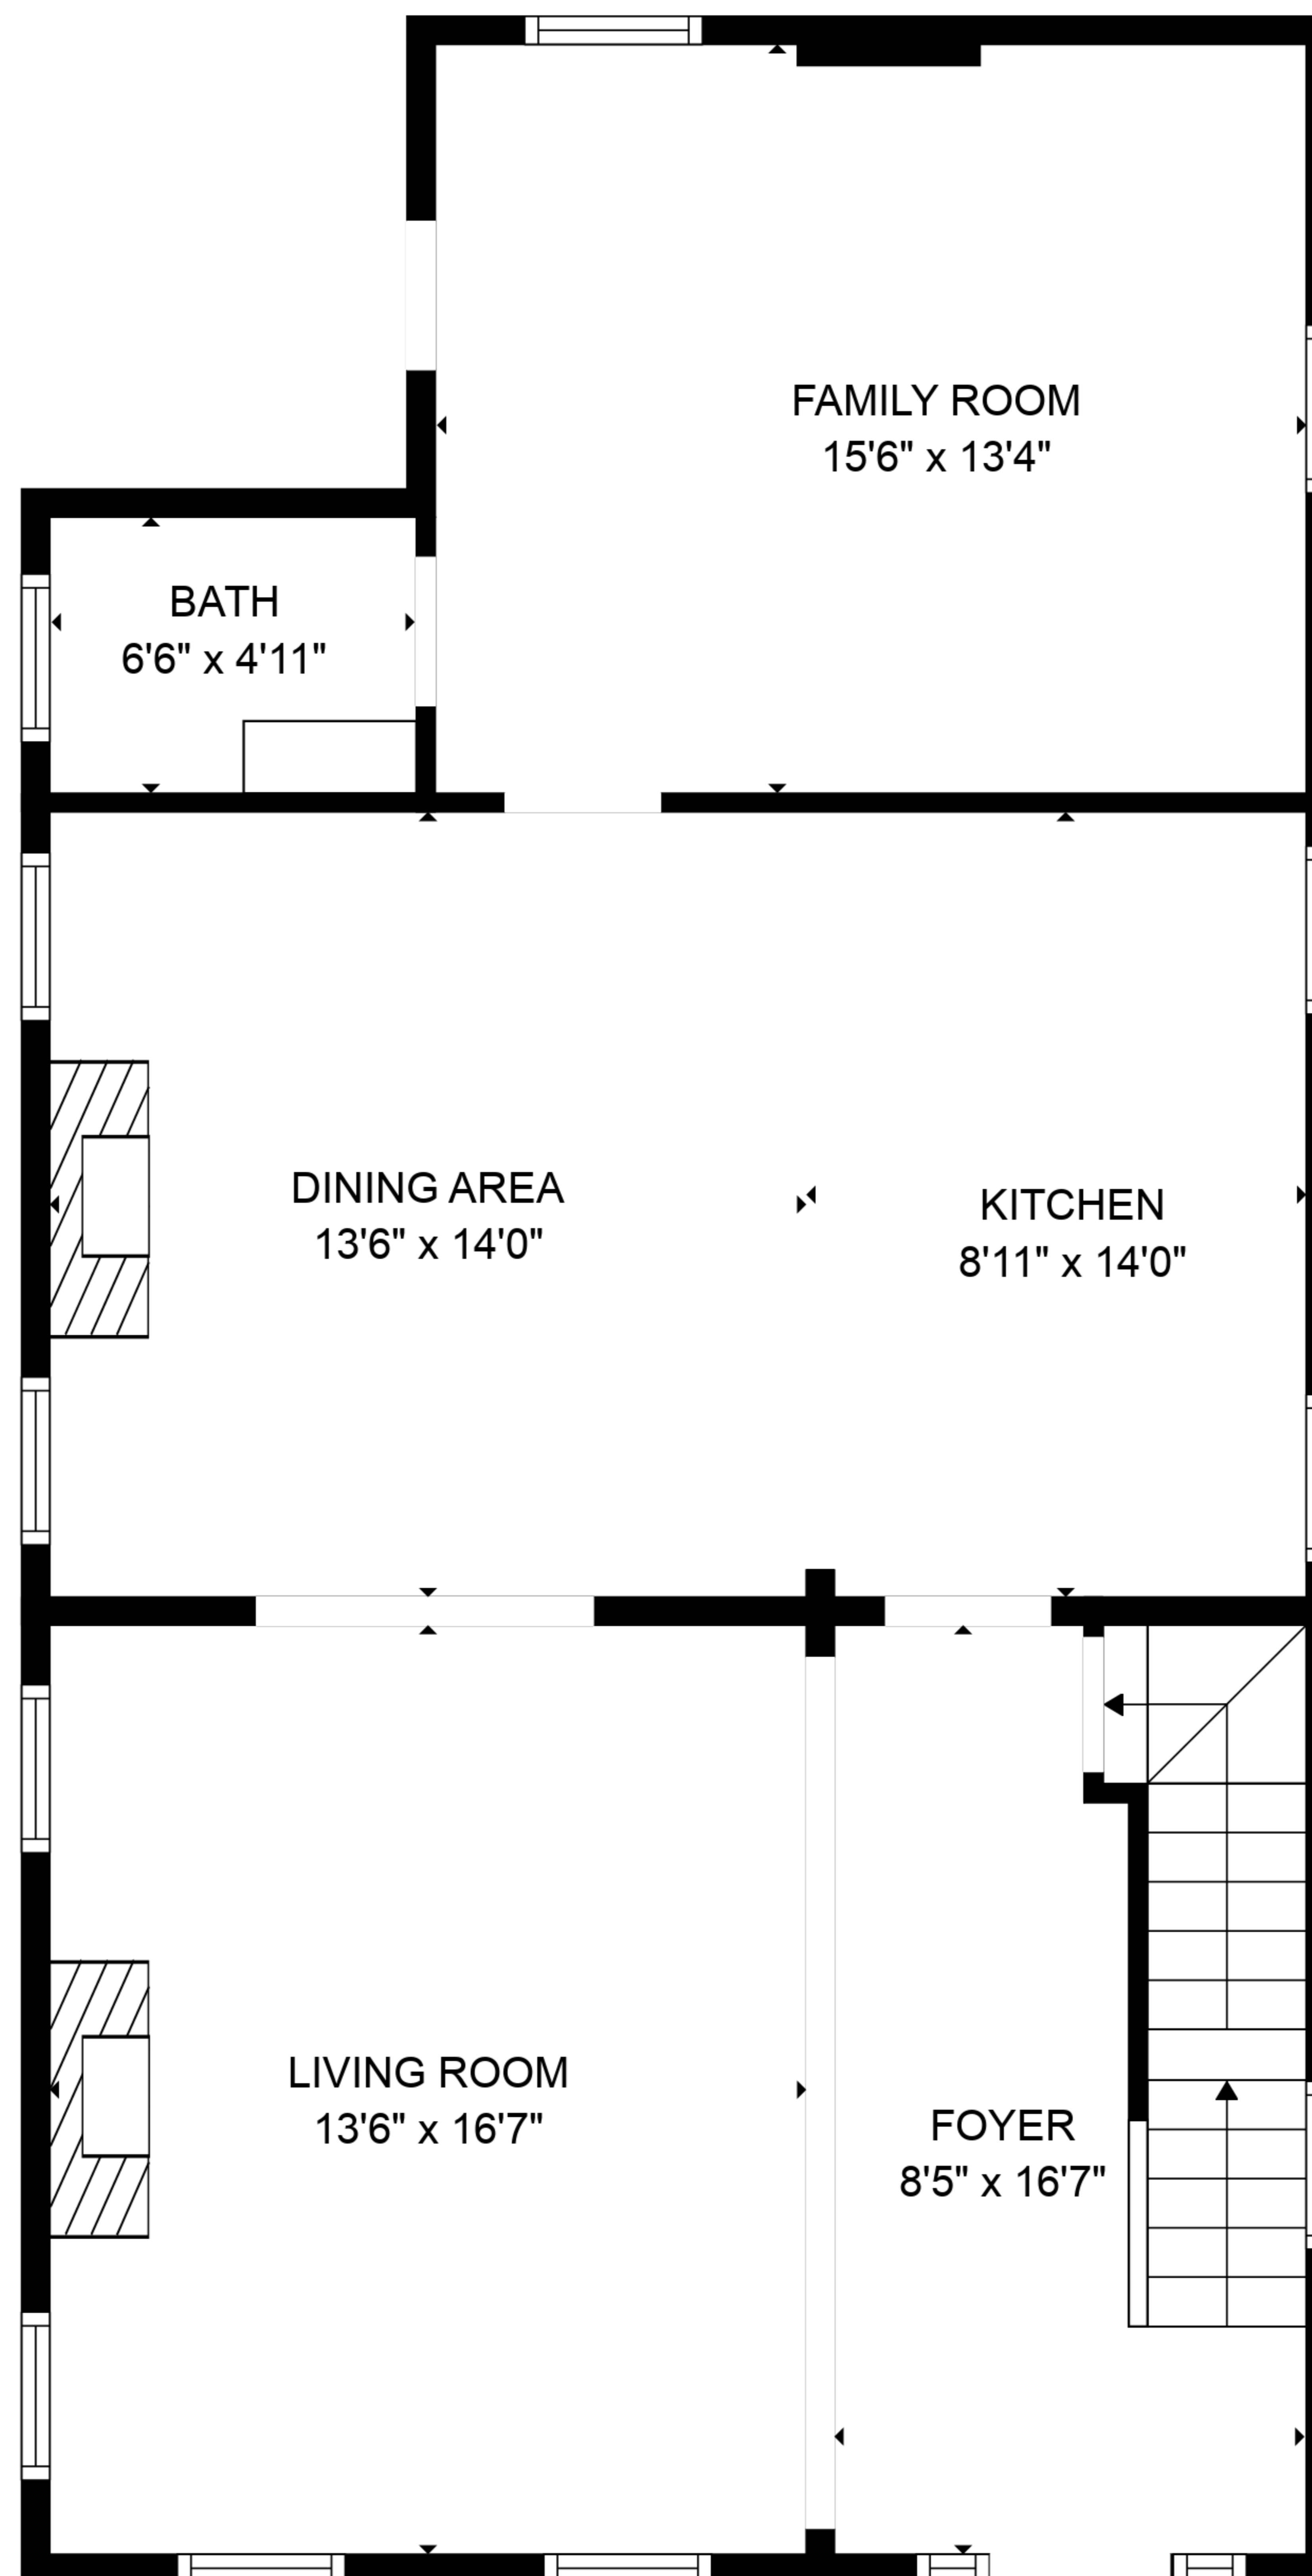 FAMILY ROOM
15'6" x 13'4"
BATH
6'6" x 4'11"
DINING AREA
13'6" x 14'0"
KITCHEN
8'11" x 14'0"
LIVING ROOM
13'6" x 16'7"
FOYER
8'5" x 16'7"